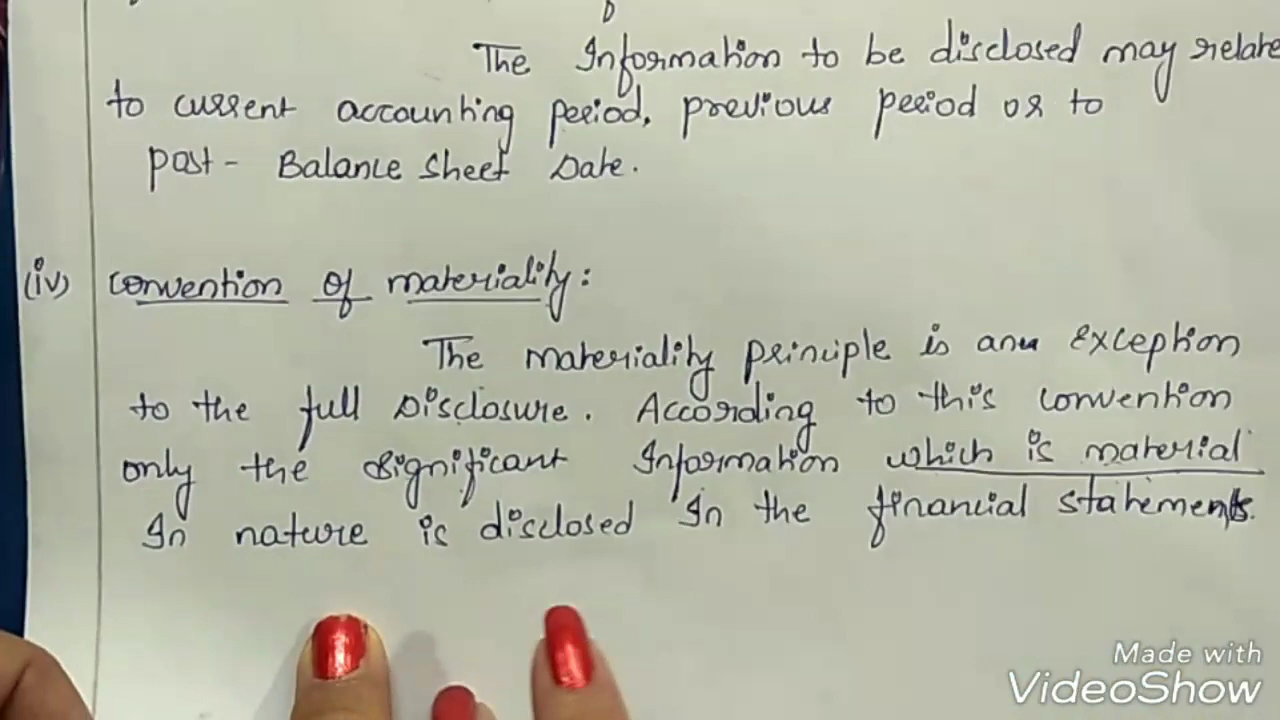 The Information to be disclosed may relate
to current accounting period, previous period or to
post - Balance Sheet Date.
(iv) Convention of materiality:
The materiality principle is an exception
to the full Disclosure. According to this convention
only the significant Information which is material
In nature is disclosed In the financial statements.
Made with
VideoShow